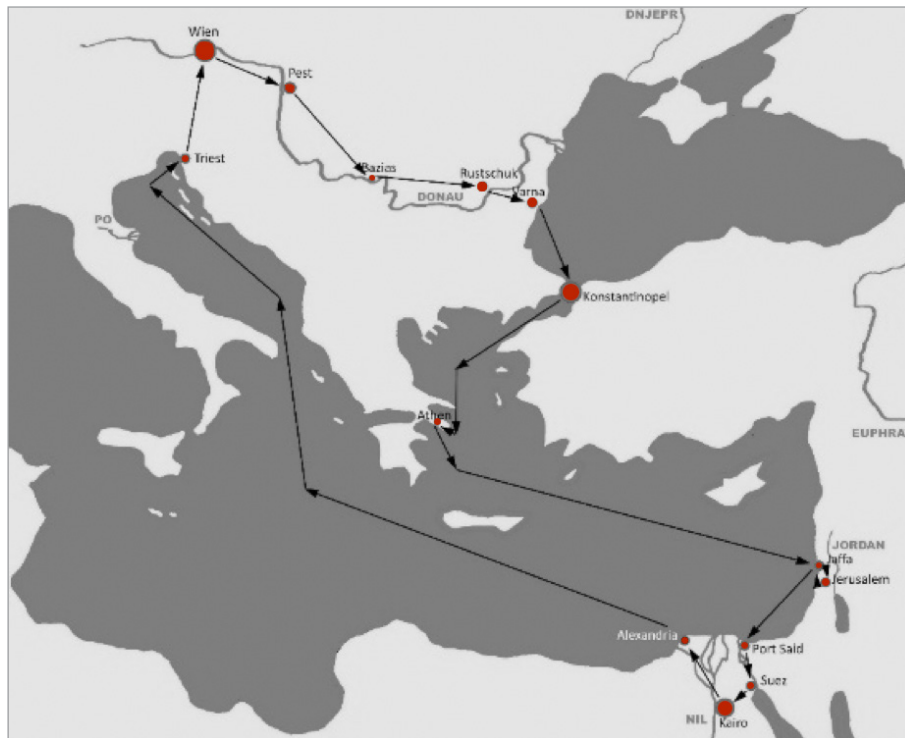 DNJEPR
Wien
Pest
Triest
Bazias
Rustschuk
DONAU
Varna
PO
Konstantinopel
Athen
EUPHRA
JORDAN
Jaffa
Jerusalem
Alexandria
Port Said
Suez
NIL
Kairo